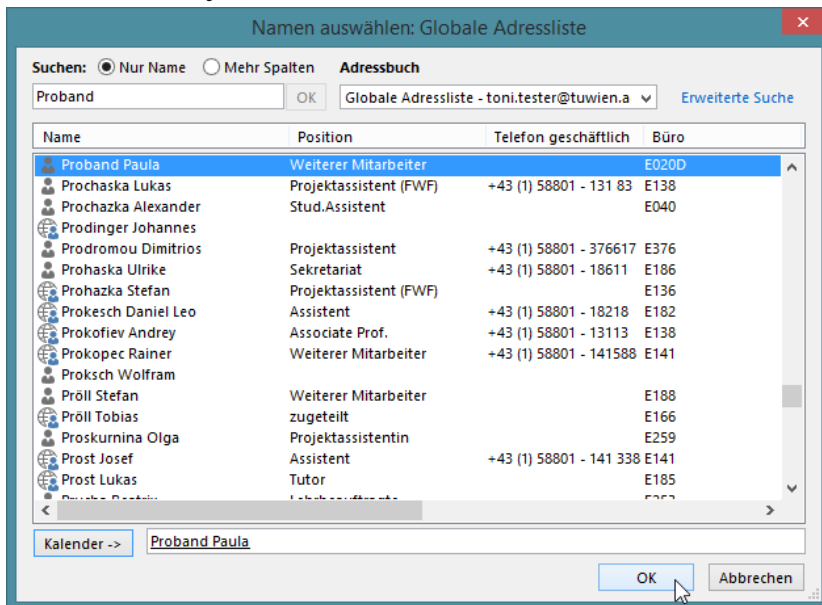 Namen auswählen: Globale Adressliste
Suchen: Nur Name Mehr Spalten Adressbuch
Proband OK Globale Adressliste - toni.tester@tuwien.a Erweiterte Suche
Name Position Telefon geschäftlich Büro
Proband Paula Weiterer Mitarbeiter E020D
Prochaska Lukas Projektassistent (FWF) +43 (1) 58801 - 131 83 E138
Prochazka Alexander Stud.Assistent E040
Prodinger Johannes
Prodromou Dimitrios Projektassistent +43 (1) 58801 - 376617 E376
Prohaska Ulrike Sekretariat +43 (1) 58801 - 18611 E186
Prohazka Stefan Projektassistent (FWF) E136
Prokesch Daniel Leo Assistent +43 (1) 58801 - 18218 E182
Prokofiev Andrey Associate Prof. +43 (1) 58801 - 13113 E138
Prokopec Rainer Weiterer Mitarbeiter +43 (1) 58801 - 141588 E141
Proksch Wolfram
Pröll Stefan Weiterer Mitarbeiter E188
Pröll Tobias zugeteilt E166
Proskurnina Olga Projektassistentin E259
Prost Josef Assistent +43 (1) 58801 - 141 338 E141
Prost Lukas Tutor E185
Kalender -> Proband Paula
OK Abbrechen